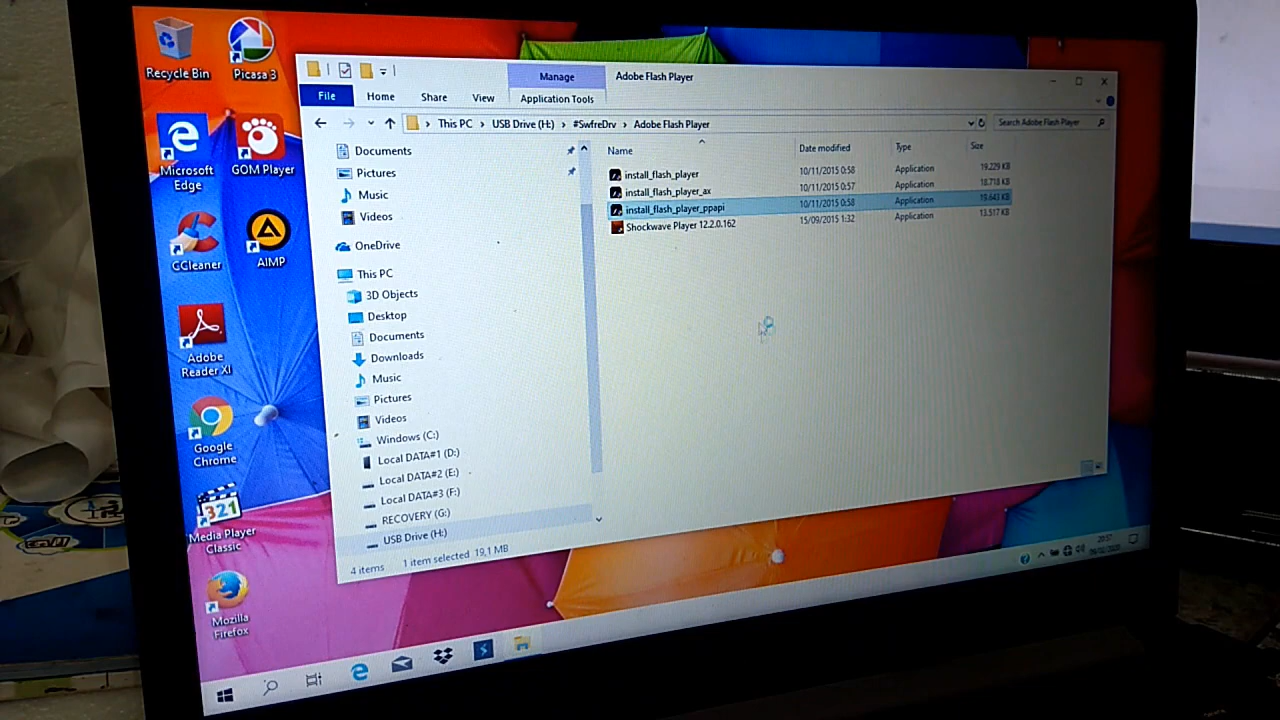 Recycle Bin
Picasa 3
Microsoft
Edge
GOM Player
CCleaner
AIMP
Adobe
Reader XI
Google
Chrome
321
Media Player
Classic
Mozilla
Firefox
Manage
Adobe Flash Player
File
Home
Share
View
Application Tools
This PC
USB Drive (H:)
#SwfreDrv
Adobe Flash Player
Search Adobe Flash Player
Documents
Pictures
Music
Videos
OneDrive
This PC
3D Objects
Desktop
Documents
Downloads
Music
Pictures
Videos
Windows (C:)
Local DATA#1 (D:)
Local DATA#2 (E:)
Local DATA#3 (F:)
RECOVERY (G:)
USB Drive (H:)
Name Date modified Type Size
install_flash_player 10/11/2015 0:58 Application 19.229 KB
install_flash_player_ax 10/11/2015 0:57 Application 18.718 KB
install_flash_player_ppapi 10/11/2015 0:58 Application 19.643 KB
Shockwave Player 12.2.0.162 15/09/2015 1:32 Application 13.517 KB
4 items 1 item selected 19,1 MB
20:57